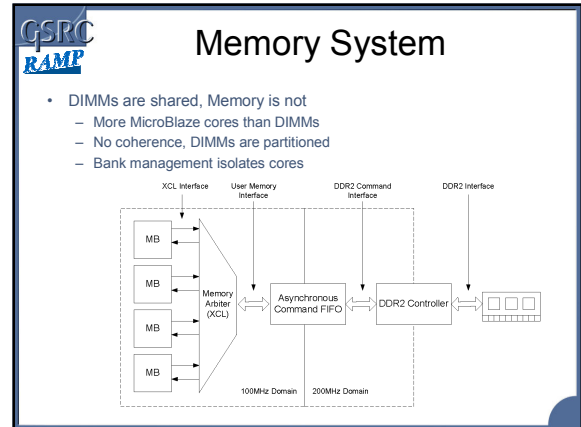 GSRC
RAMP
Memory System
• DIMMs are shared, Memory is not
– More MicroBlaze cores than DIMMs
– No coherence, DIMMs are partitioned
– Bank management isolates cores
XCL Interface
User Memory
Interface
DDR2 Command
Interface
DDR2 Interface
MB
MB
MB
MB
Memory
Arbiter
(XCL)
Asynchronous
Command FIFO
DDR2 Controller
100MHz Domain
200MHz Domain